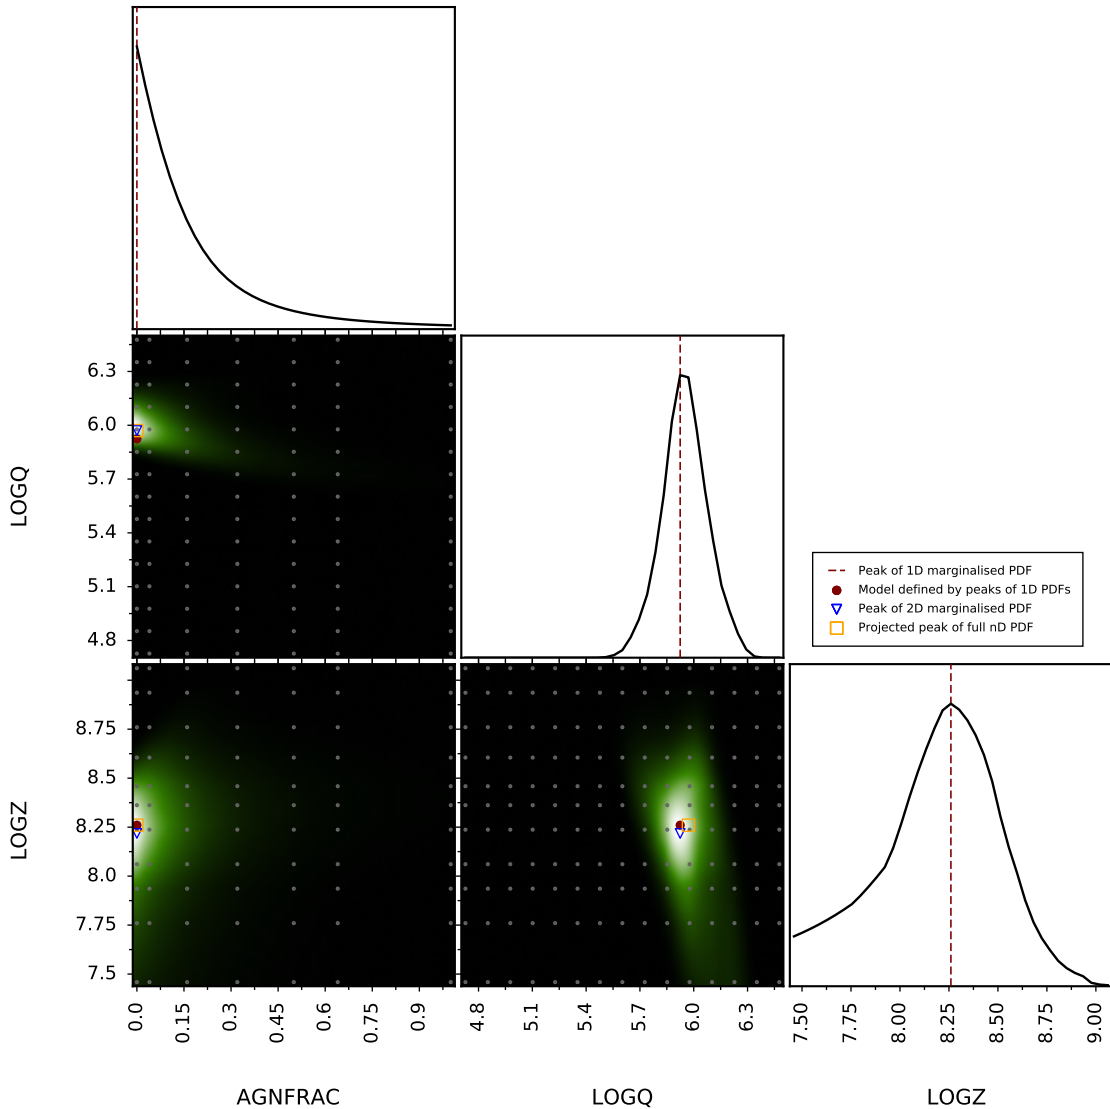 6.3
6.0
5.7
5.4
5.1
4.8
LOGQ
Peak of 1D marginalised PDF
Model defined by peaks of 1D PDFs
Peak of 2D marginalised PDF
Projected peak of full nD PDF
8.75
8.5
8.25
8.0
7.75
7.5
LOGZ
0.0 0.15 0.3 0.45 0.6 0.75 0.9
4.8 5.1 5.4 5.7 6.0 6.3
7.50 7.75 8.00 8.25 8.50 8.75 9.00
AGNFRAC LOGQ LOGZ